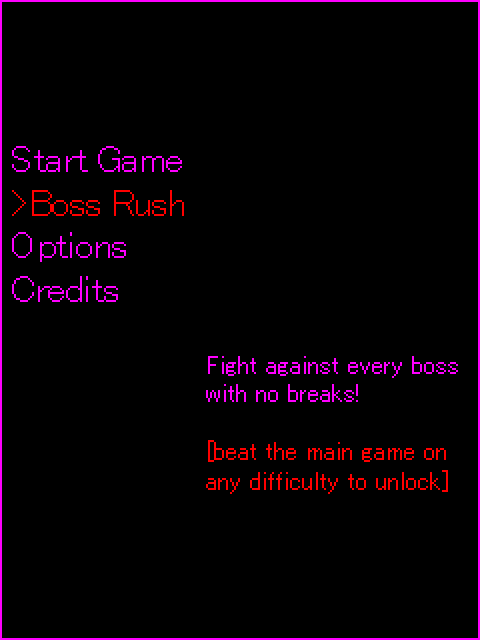 Start Game
>Boss Rush
Options
Credits
Fight against every boss
with no breaks!
[beat the main game on
any difficulty to unlock]